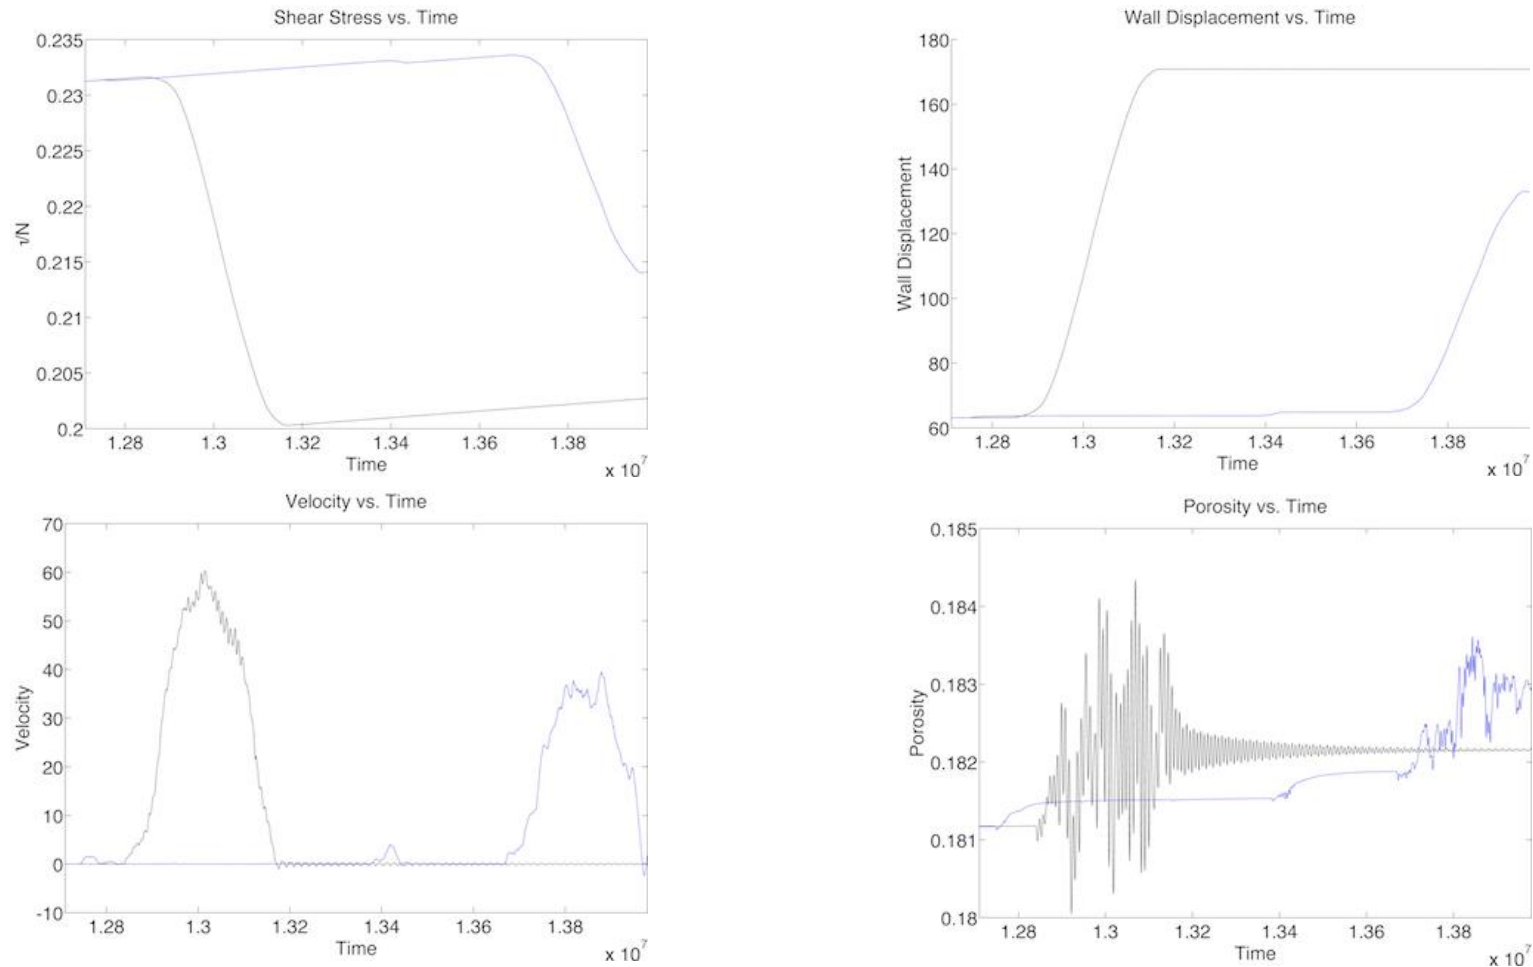 Shear Stress vs. Time
0.235
0.23
0.225
0.22
0.215
0.21
0.205
0.2
τ/N
1.28 1.3 1.32 1.34 1.36 1.38
Time
x 10^7
Wall Displacement vs. Time
180
160
140
120
100
80
60
Wall Displacement
1.28 1.3 1.32 1.34 1.36 1.38
Time
x 10^7
Velocity vs. Time
70
60
50
40
30
20
10
0
-10
Velocity
1.28 1.3 1.32 1.34 1.36 1.38
Time
x 10^7
Porosity vs. Time
0.185
0.184
0.183
0.182
0.181
0.18
Porosity
1.28 1.3 1.32 1.34 1.36 1.38
Time
x 10^7